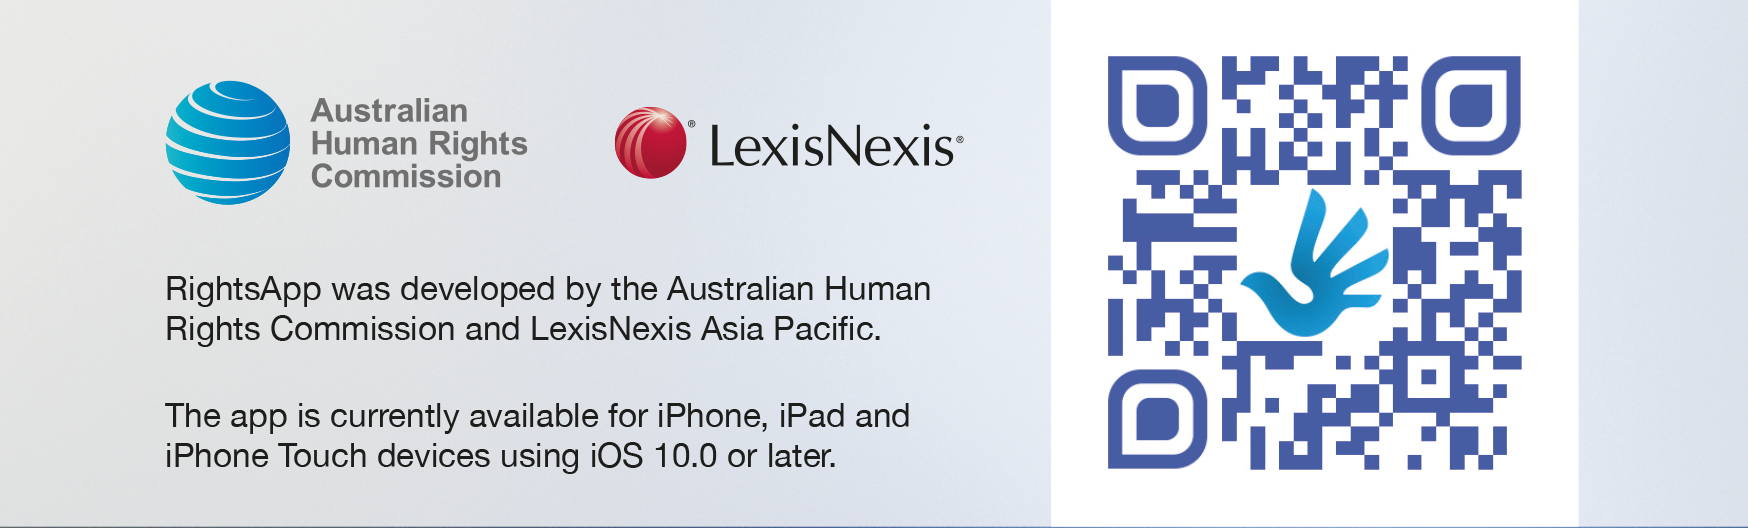 Australian
Human Rights
Commission
® LexisNexis®
RightsApp was developed by the Australian Human
Rights Commission and LexisNexis Asia Pacific.
The app is currently available for iPhone, iPad and
iPhone Touch devices using iOS 10.0 or later.